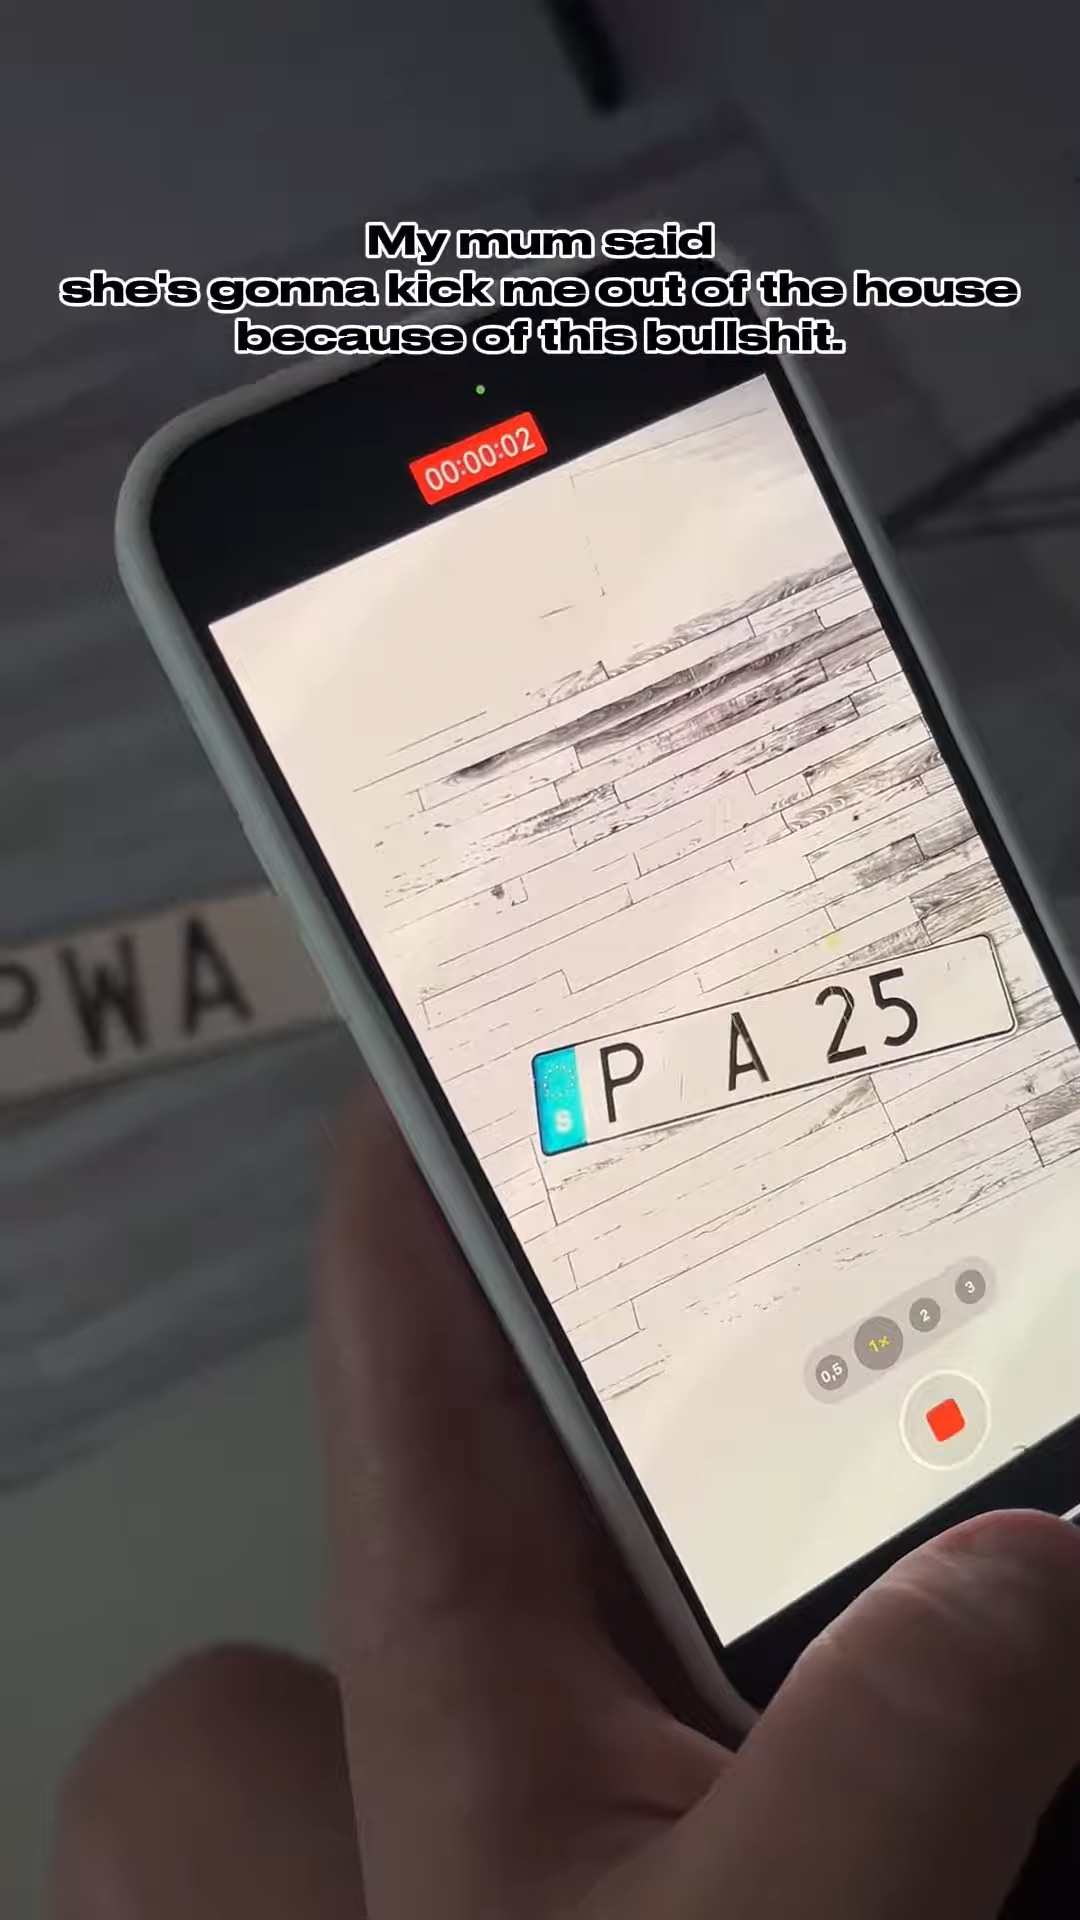 My mum said
she's gonna kick me out of the house
because of this bullshit.
00:00:02
PWA
S
P A 25
0,5 1× 2 3